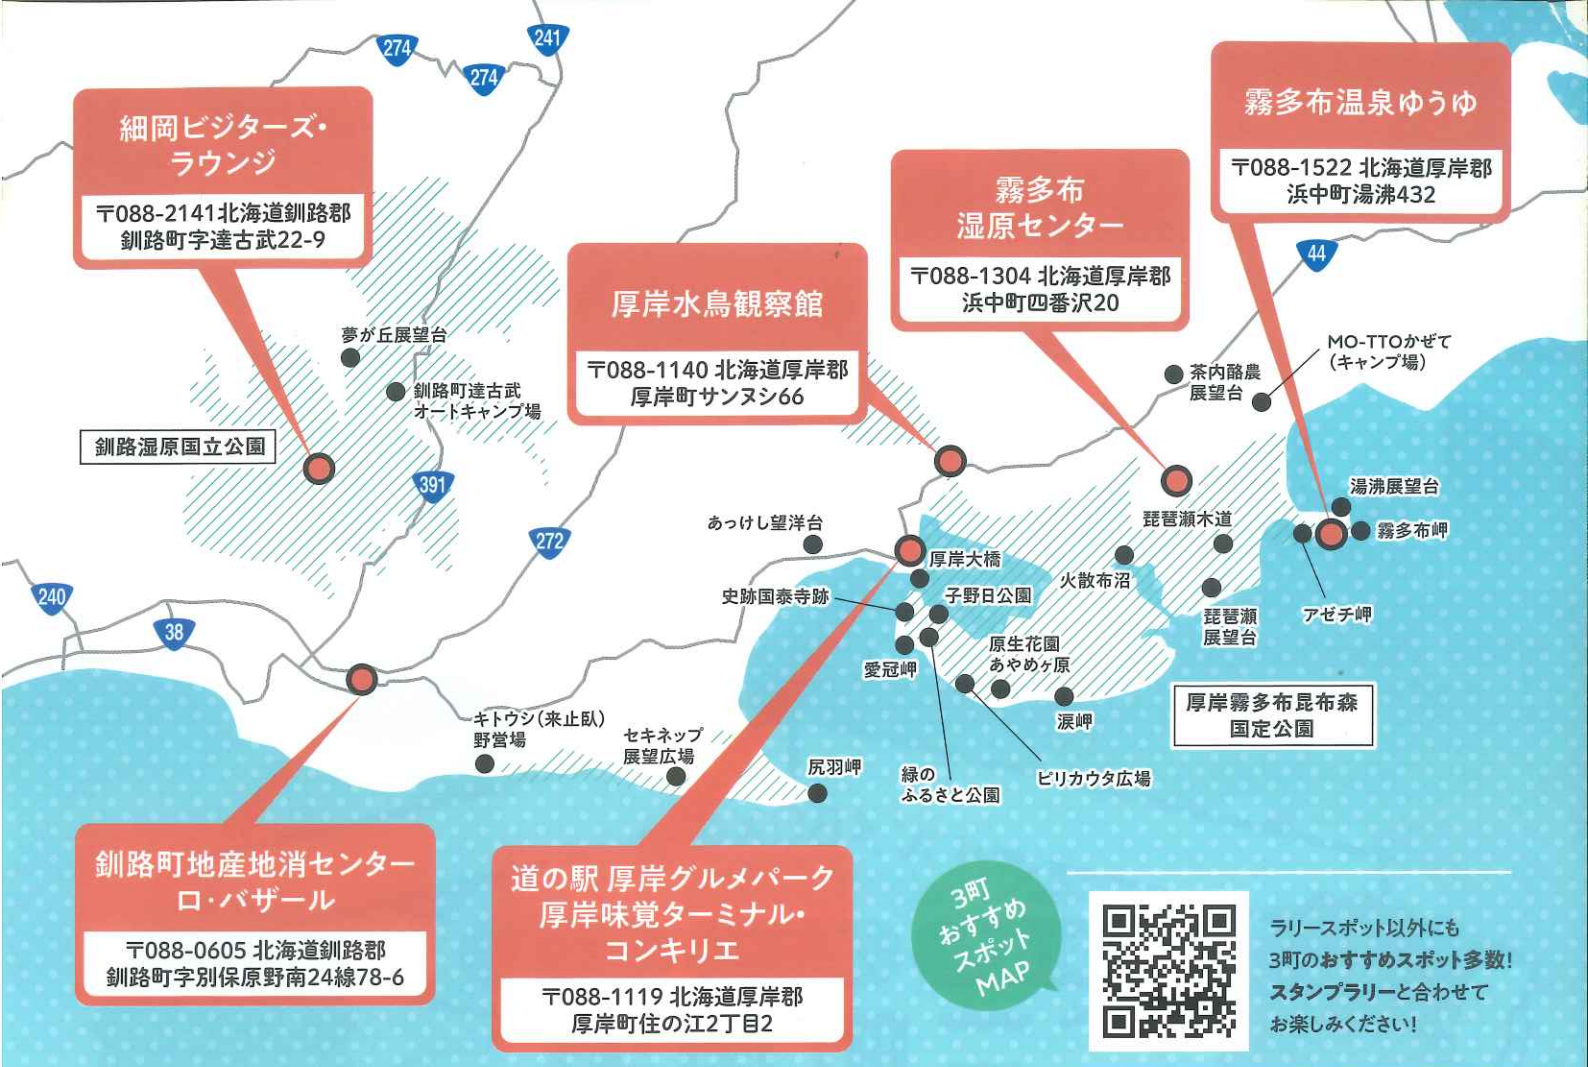 274
241
274
細岡ビジターズ・
ラウンジ
〒088-2141北海道釧路郡
釧路町字達古武22-9
霧多布温泉ゆうゆ
〒088-1522 北海道厚岸郡
浜中町湯沸432
霧多布
湿原センター
〒088-1304 北海道厚岸郡
浜中町四番沢20
厚岸水鳥観察館
〒088-1140 北海道厚岸郡
厚岸町サンヌシ66
44
夢が丘展望台
釧路町達古武
オートキャンプ場
釧路湿原国立公園
391
272
240
38
MO-TTOかぜて
(キャンプ場)
茶内酪農
展望台
湯沸展望台
霧多布岬
アゼチ岬
琵琶瀬木道
火散布沼
琵琶瀬
展望台
あっけし望洋台
厚岸大橋
史跡国泰寺跡
子野日公園
愛冠岬
原生花園
あやめヶ原
涙岬
厚岸霧多布昆布森
国定公園
キトウシ(来止臥)
野営場
セキネップ
展望広場
尻羽岬
緑の
ふるさと公園
ピリカウタ広場
釧路町地産地消センター
ロ・バザール
〒088-0605 北海道釧路郡
釧路町字別保原野南24線78-6
道の駅 厚岸グルメパーク
厚岸味覚ターミナル・
コンキリエ
〒088-1119 北海道厚岸郡
厚岸町住の江2丁目2
3町
おすすめ
スポット
MAP
ラリースポット以外にも
3町のおすすめスポット多数!
スタンプラリーと合わせて
お楽しみください!